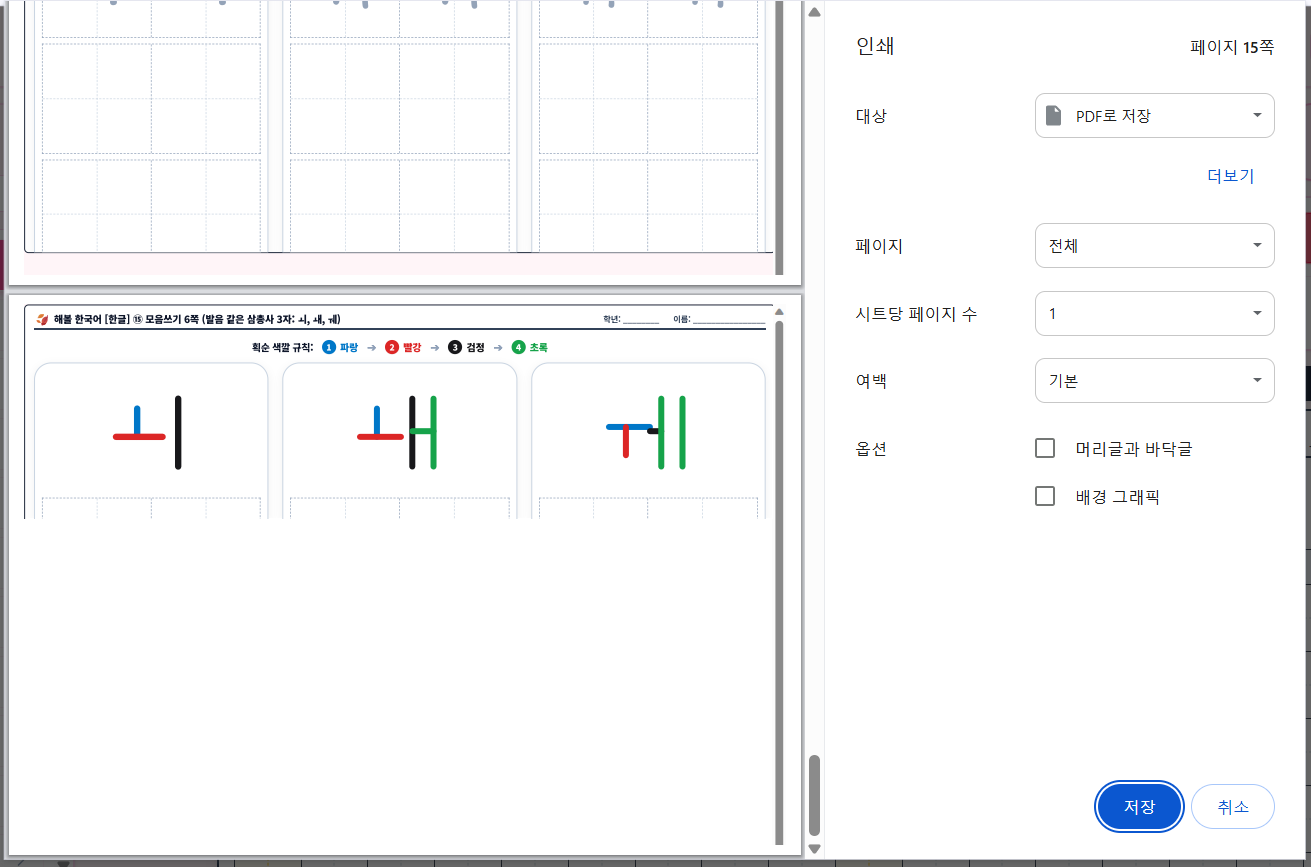 인쇄
페이지 15쪽
대상
PDF로 저장
더보기
페이지
전체
시트당 페이지 수
1
여백
기본
옵션
머리글과 바닥글
배경 그래픽
저장
취소
해볼 한국어 [한글] ⑮ 모음쓰기 6쪽 (발음 같은 삼총사 3자: ㅚ, ㅙ, ㅞ)
학년: ________ 이름: ________________
획순 색깔 규칙: 1 파랑 → 2 빨강 → 3 검정 → 4 초록
ㅚ ㅙ ㅞ